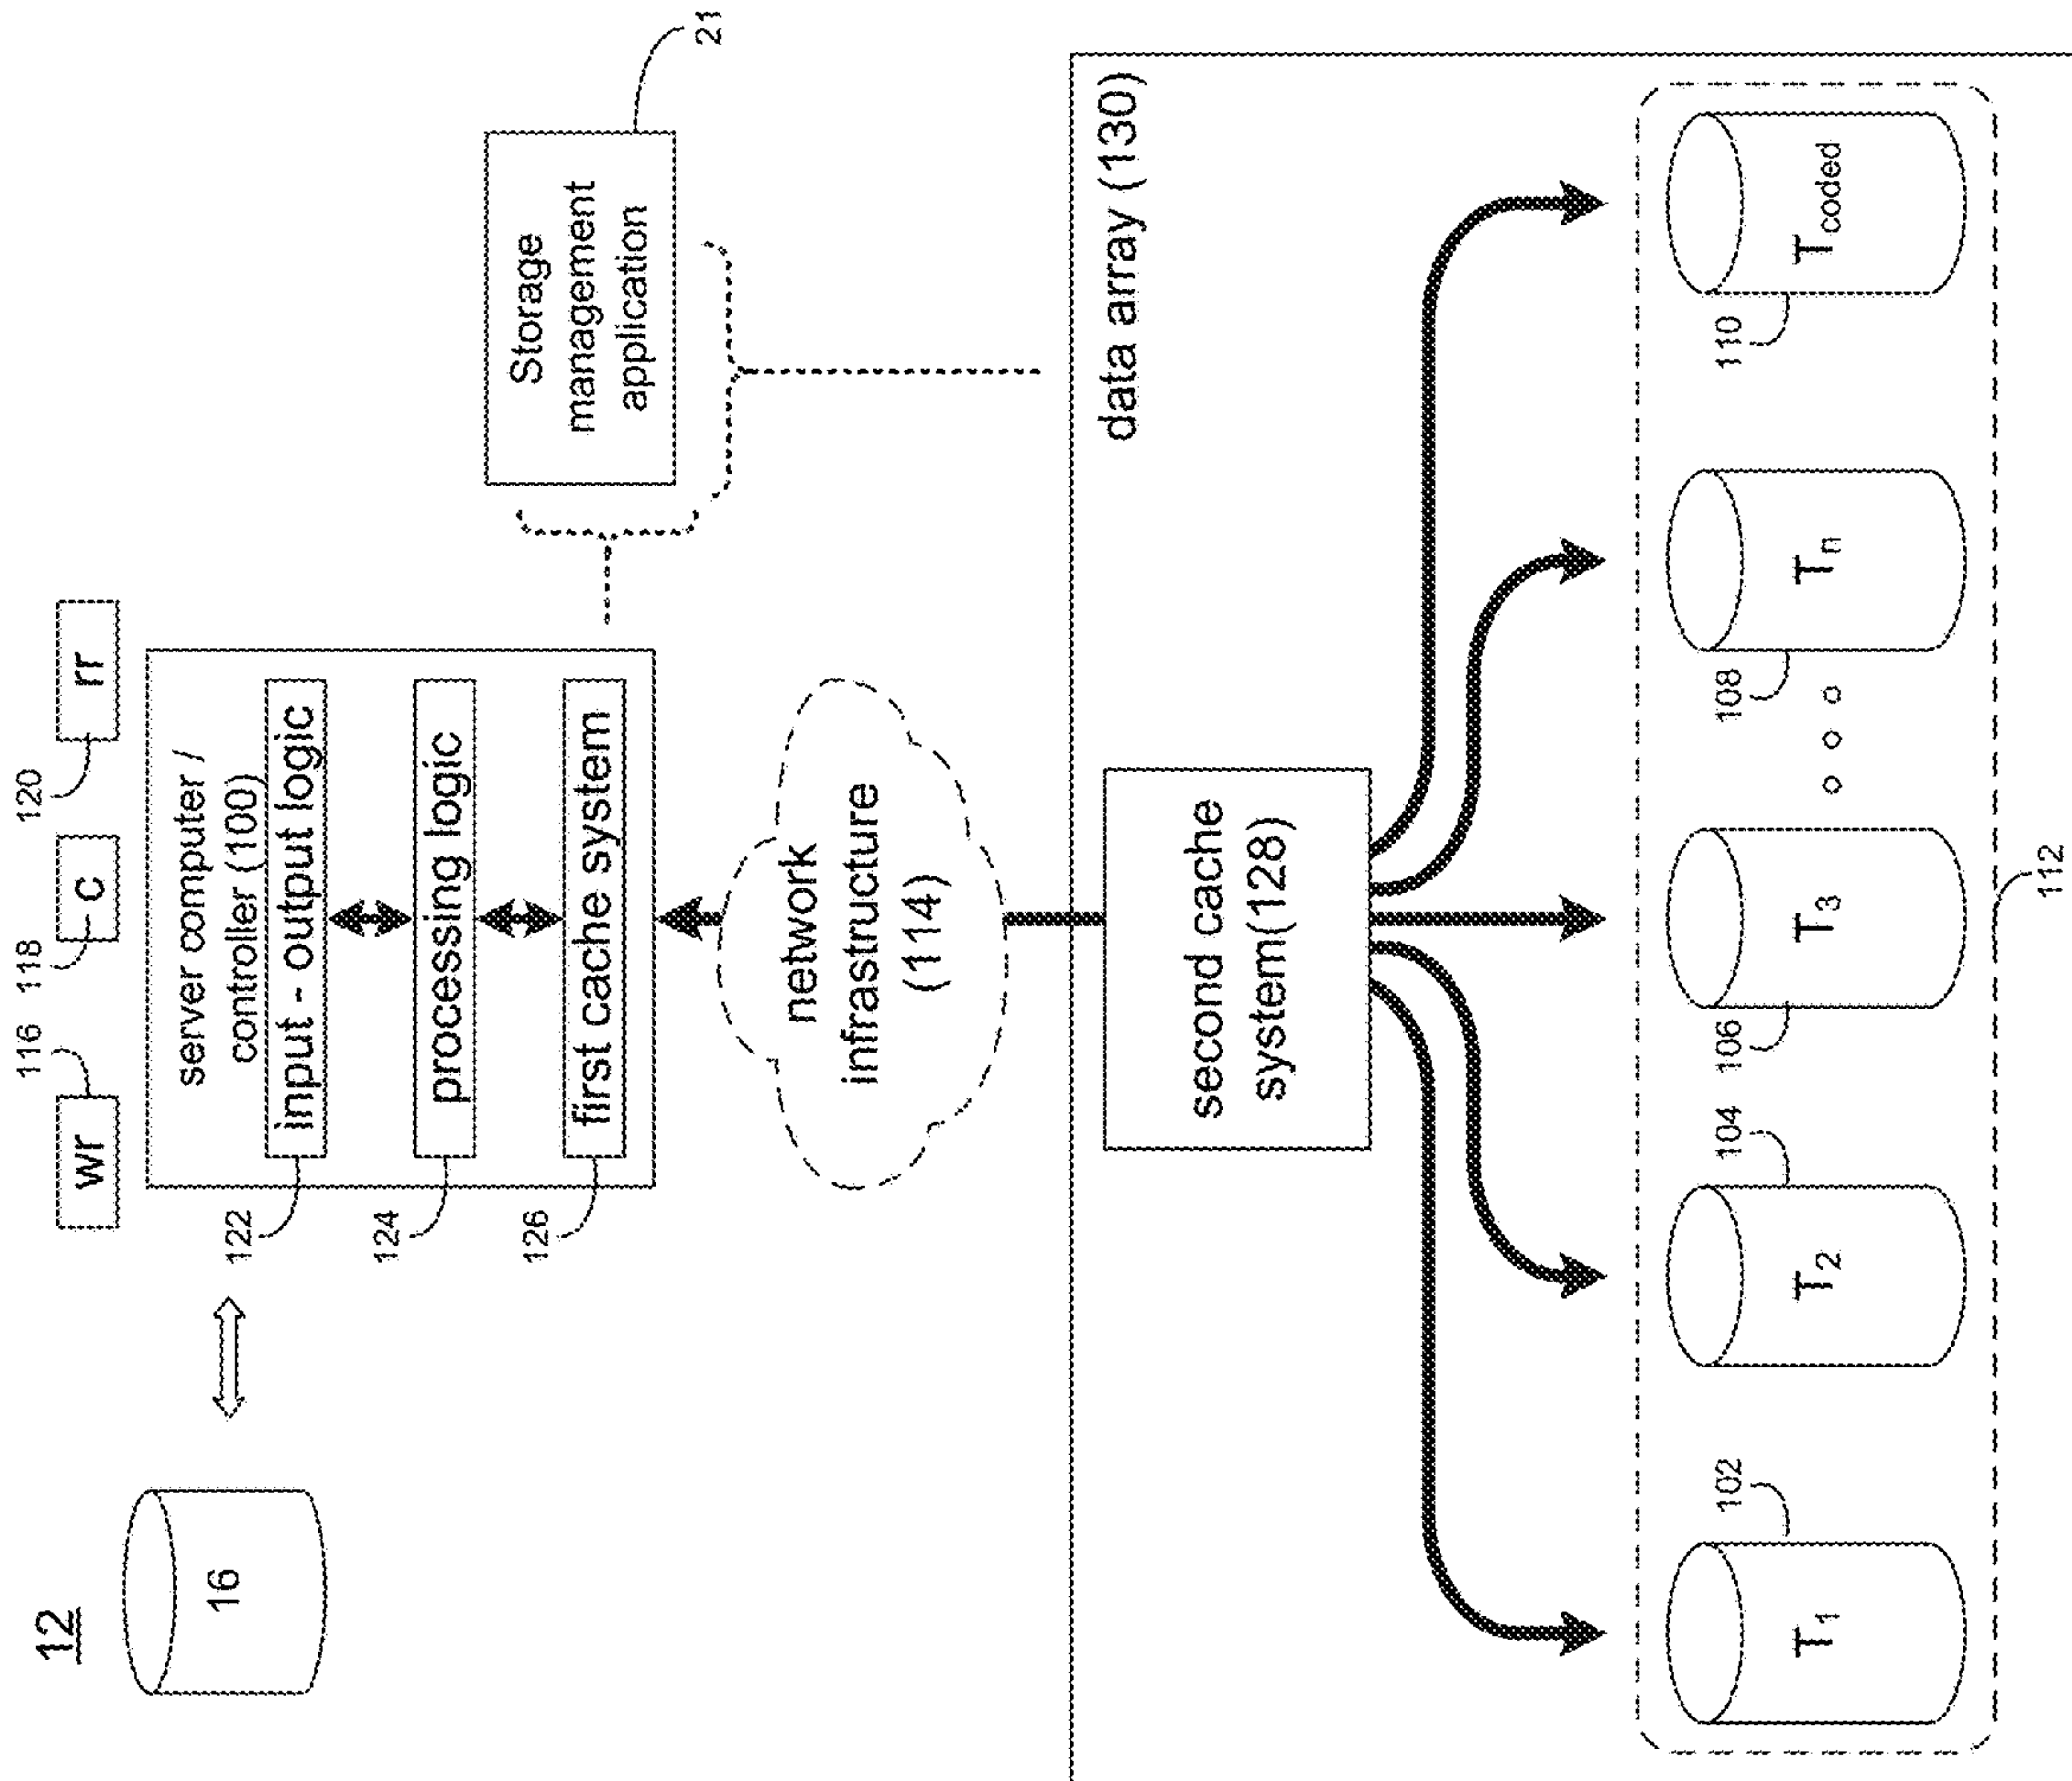 12
16
116
118
120
wr
c
rr
server computer /
controller (100)
input - output logic
processing logic
first cache system
122
124
126
Storage
management
application
21
network
infrastructure
(114)
data array (130)
second cache
system(128)
102
104
106
108
110
T1
T2
T3
Tn
Tcoded
112